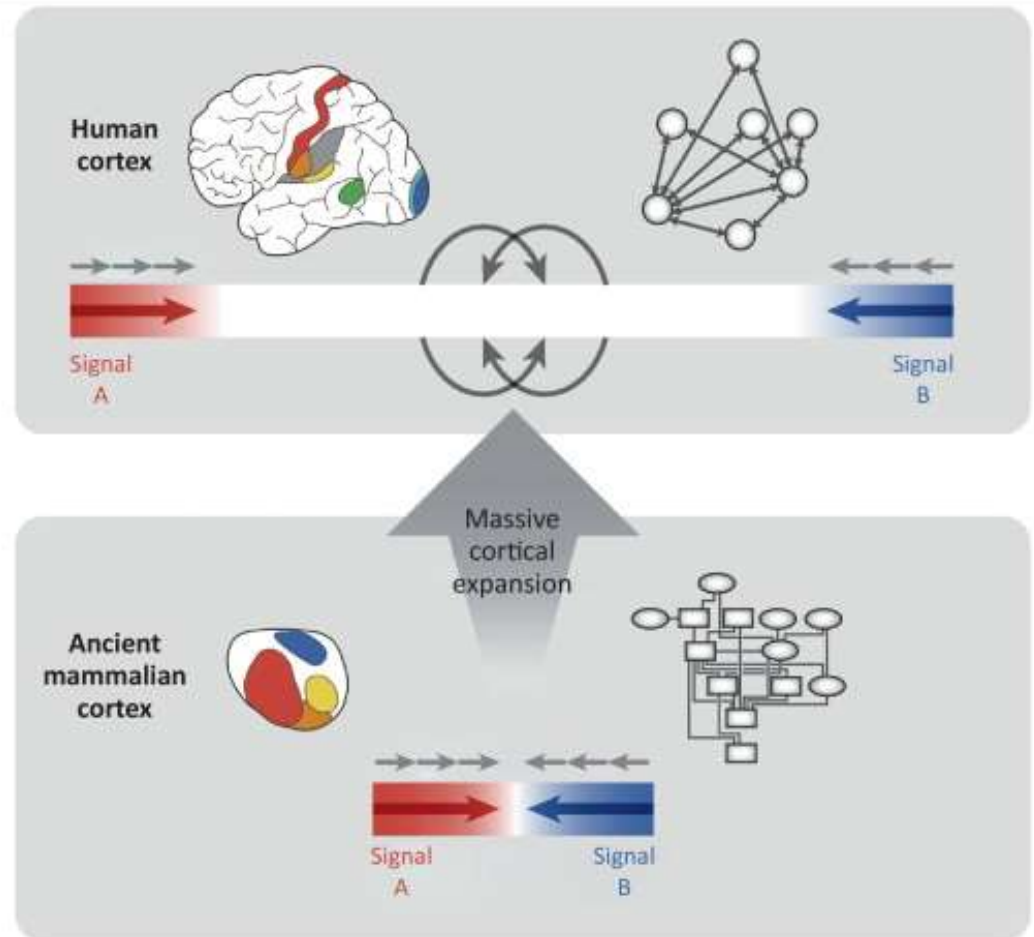 Human
cortex
Signal
A
Signal
B
Massive
cortical
expansion
Ancient
mammalian
cortex
Signal
A
Signal
B